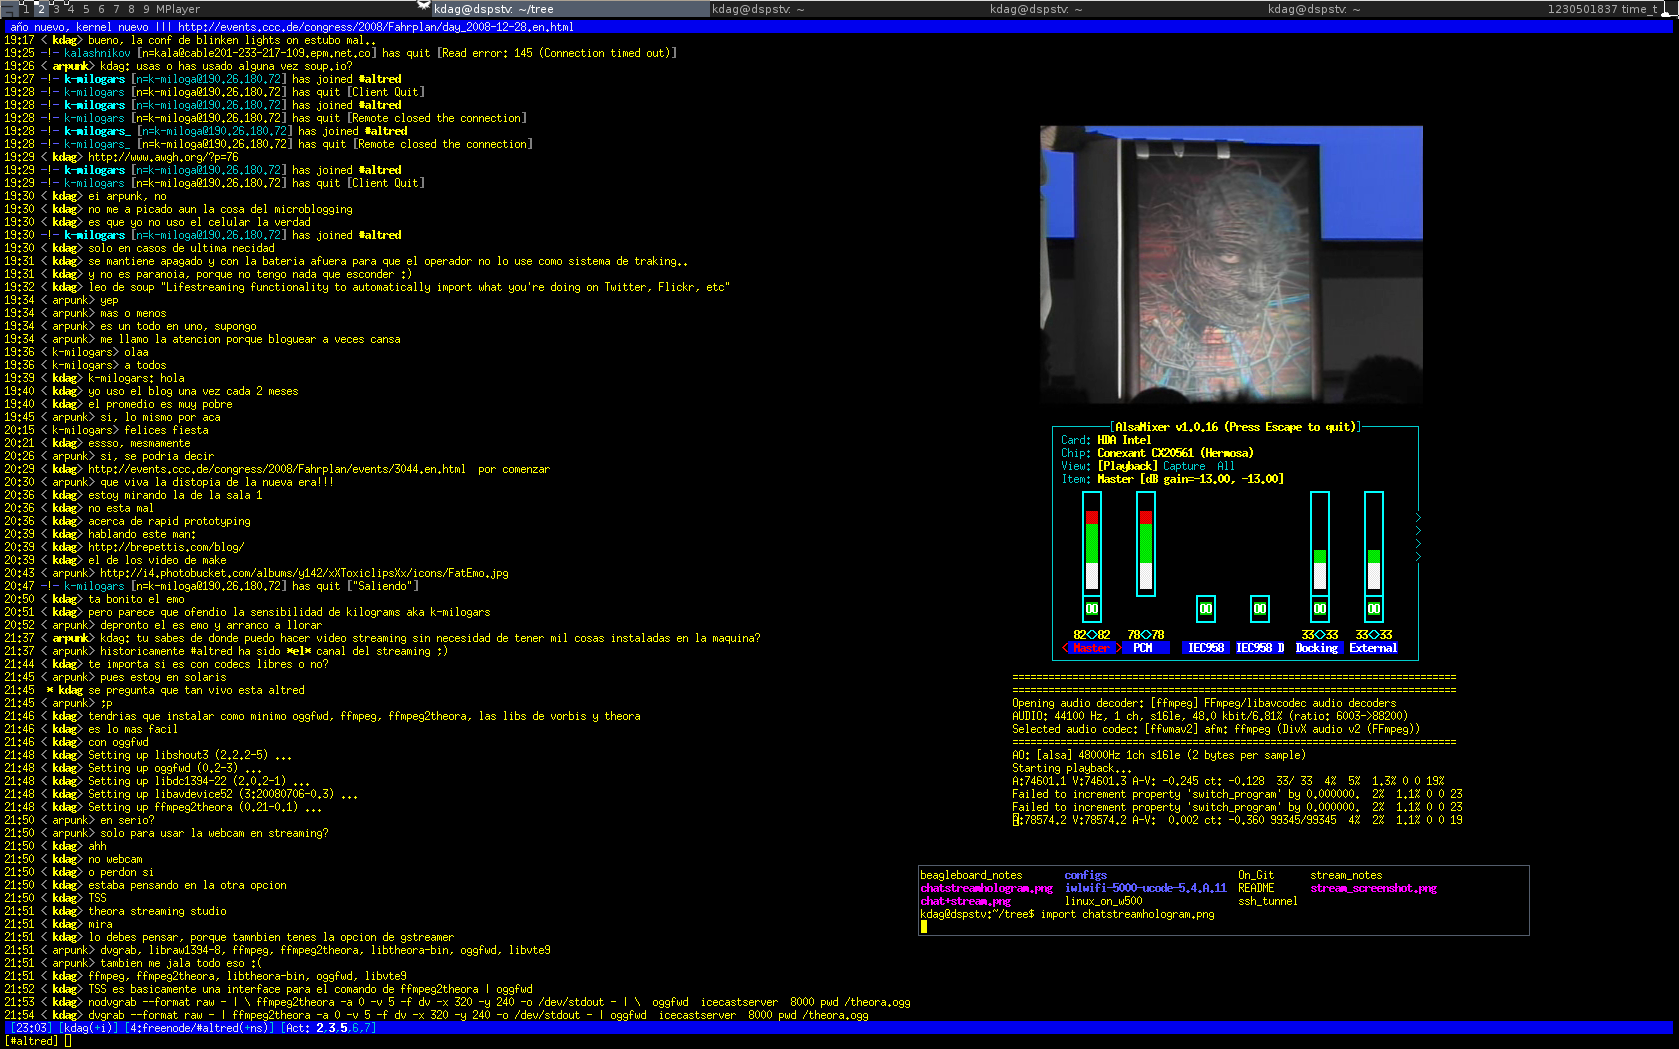 1 2 3 4 5 6 7 8 9 MPlayer
kdag@dspstv: ~/tree
kdag@dspstv: ~
kdag@dspstv: ~
kdag@dspstv: ~
1230501837 time_t
año nuevo, kernel nuevo !!! http://events.ccc.de/congress/2008/Fahrplan/day_2008-12-28.en.html
19:17 < kdag> bueno, la conf de blinken lights on estubo mal..
19:25 -!- kalashnikov [n=kala@cable201-233-217-109.epm.net.co] has quit [Read error: 145 (Connection timed out)]
19:26 < arpunk> kdag: usas o has usado alguna vez soup.io?
19:27 -!- k-milogars [n=k-miloga@190.26.180.72] has joined #altred
19:28 -!- k-milogars [n=k-miloga@190.26.180.72] has quit [Client Quit]
19:28 -!- k-milogars [n=k-miloga@190.26.180.72] has joined #altred
19:28 -!- k-milogars [n=k-miloga@190.26.180.72] has quit [Remote closed the connection]
19:28 -!- k-milogars_ [n=k-miloga@190.26.180.72] has joined #altred
19:28 -!- k-milogars_ [n=k-miloga@190.26.180.72] has quit [Remote closed the connection]
19:29 < kdag> http://www.awgh.org/?p=76
19:29 -!- k-milogars [n=k-miloga@190.26.180.72] has joined #altred
19:29 -!- k-milogars [n=k-miloga@190.26.180.72] has quit [Client Quit]
19:30 < kdag> ei arpunk, no
19:30 < kdag> no me a picado aun la cosa del microblogging
19:30 < kdag> es que yo no uso el celular la verdad
19:30 -!- k-milogars [n=k-miloga@190.26.180.72] has joined #altred
19:30 < kdag> solo en casos de ultima necidad
19:31 < kdag> se mantiene apagado y con la bateria afuera para que el operador no lo use como sistema de traking..
19:31 < kdag> y no es paranoia, porque no tengo nada que esconder :)
19:32 < kdag> leo de soup "Lifestreaming functionality to automatically import what you're doing on Twitter, Flickr, etc"
19:34 < arpunk> yep
19:34 < arpunk> mas o menos
19:34 < arpunk> es un todo en uno, supongo
19:34 < arpunk> me llamo la atencion porque bloguear a veces cansa
19:36 < k-milogars> olaa
19:36 < k-milogars> a todos
19:39 < kdag> k-milogars: hola
19:40 < kdag> yo uso el blog una vez cada 2 meses
19:40 < kdag> el promedio es muy pobre
19:45 < arpunk> si, lo mismo por aca
20:15 < k-milogars> felices fiesta
20:21 < kdag> essso, mesmamente
20:26 < arpunk> si, se podria decir
20:29 < kdag> http://events.ccc.de/congress/2008/Fahrplan/events/3044.en.html  por comenzar
20:30 < arpunk> que viva la distopia de la nueva era!!!
20:36 < kdag> estoy mirando la de la sala 1
20:36 < kdag> no esta mal
20:36 < kdag> acerca de rapid prototyping
20:39 < kdag> hablando este man:
20:39 < kdag> http://brepettis.com/blog/
20:39 < kdag> el de los video de make
20:43 < arpunk> http://i4.photobucket.com/albums/y142/xXToxiclipsXx/icons/FatEmo.jpg
20:47 -!- k-milogars [n=k-miloga@190.26.180.72] has quit ["Saliendo"]
20:50 < kdag> ta bonito el emo
20:51 < kdag> pero parece que ofendio la sensibilidad de kilograms aka k-milogars
20:52 < arpunk> depronto el es emo y arranco a llorar
21:37 < arpunk> kdag: tu sabes de donde puedo hacer video streaming sin necesidad de tener mil cosas instaladas en la maquina?
21:37 < arpunk> historicamente #altred ha sido *el* canal del streaming ;)
21:44 < kdag> te importa si es con codecs libres o no?
21:45 < arpunk> pues estoy en solaris
21:45  * kdag se pregunta que tan vivo esta altred
21:45 < arpunk> ;p
21:46 < kdag> tendrias que instalar como minimo oggfwd, ffmpeg, ffmpeg2theora, las libs de vorbis y theora
21:46 < kdag> es lo mas facil
21:46 < kdag> con oggfwd
21:48 < kdag> Setting up libshout3 (2.2.2-5) ...
21:48 < kdag> Setting up oggfwd (0.2-3) ...
21:48 < kdag> Setting up libdc1394-22 (2.0.2-1) ...
21:48 < kdag> Setting up libavdevice52 (3:20080706-0.3) ...
21:48 < kdag> Setting up ffmpeg2theora (0.21-0.1) ...
21:50 < arpunk> en serio?
21:50 < arpunk> solo para usar la webcam en streaming?
21:50 < kdag> ahh
21:50 < kdag> no webcam
21:50 < kdag> o perdon si
21:50 < kdag> estaba pensando en la otra opcion
21:50 < kdag> TSS
21:51 < kdag> theora streaming studio
21:51 < kdag> mira
21:51 < kdag> lo debes pensar, porque tamnbien tenes la opcion de gstreamer
21:51 < arpunk> dvgrab, libraw1394-8, ffmpeg, ffmpeg2theora, libtheora-bin, oggfwd, libvte9
21:51 < arpunk> tambien me jala todo eso :(
21:51 < kdag> ffmpeg, ffmpeg2theora, libtheora-bin, oggfwd, libvte9
21:52 < kdag> TSS es basicamente una interface para el comando de ffmpeg2theora | oggfwd
21:53 < kdag> nodvgrab --format raw - | \ ffmpeg2theora -a 0 -v 5 -f dv -x 320 -y 240 -o /dev/stdout - | \  oggfwd  icecastserver  8000 pwd /theora.ogg
21:54 < kdag> dvgrab --format raw - | ffmpeg2theora -a 0 -v 5 -f dv -x 320 -y 240 -o /dev/stdout - | oggfwd  icecastserver  8000 pwd /theora.ogg
[23:03] [kdag(+i)] [4:freenode/#altred(+ns)] [Act: 2,3,5,6,7]
[#altred]
[AlsaMixer v1.0.16 (Press Escape to quit)]
Card: HDA Intel
Chip: Conexant CX20561 (Hermosa)
View: [Playback] Capture  All
Item: Master [dB gain=-13.00, -13.00]
OO OO OO OO OO
82<>82 78<>78 33<>33 33<>33
< Master > PCM IEC958 IEC958 D Docking External
========================================================================
========================================================================
Opening audio decoder: [ffmpeg] FFmpeg/libavcodec audio decoders
AUDIO: 44100 Hz, 1 ch, s16le, 48.0 kbit/6.81% (ratio: 6003->88200)
Selected audio codec: [ffwmav2] afm: ffmpeg (DivX audio v2 (FFmpeg))
========================================================================
AO: [alsa] 48000Hz 1ch s16le (2 bytes per sample)
Starting playback...
A:74601.1 V:74601.3 A-V: -0.245 ct: -0.128  33/ 33  4%  5%  1.3% 0 0 19%
Failed to increment property 'switch_program' by 0.000000.  2%  1.1% 0 0 23
Failed to increment property 'switch_program' by 0.000000.  2%  1.1% 0 0 23
A:78574.2 V:78574.2 A-V:  0.002 ct: -0.360 99345/99345  4%  2%  1.1% 0 0 19
beagleboard_notes configs On_Git stream_notes
chatstreamhologram.png iwlwifi-5000-ucode-5.4.A.11 README stream_screenshot.png
chat+stream.png linux_on_w500 ssh_tunnel
kdag@dspstv:~/tree$ import chatstreamhologram.png